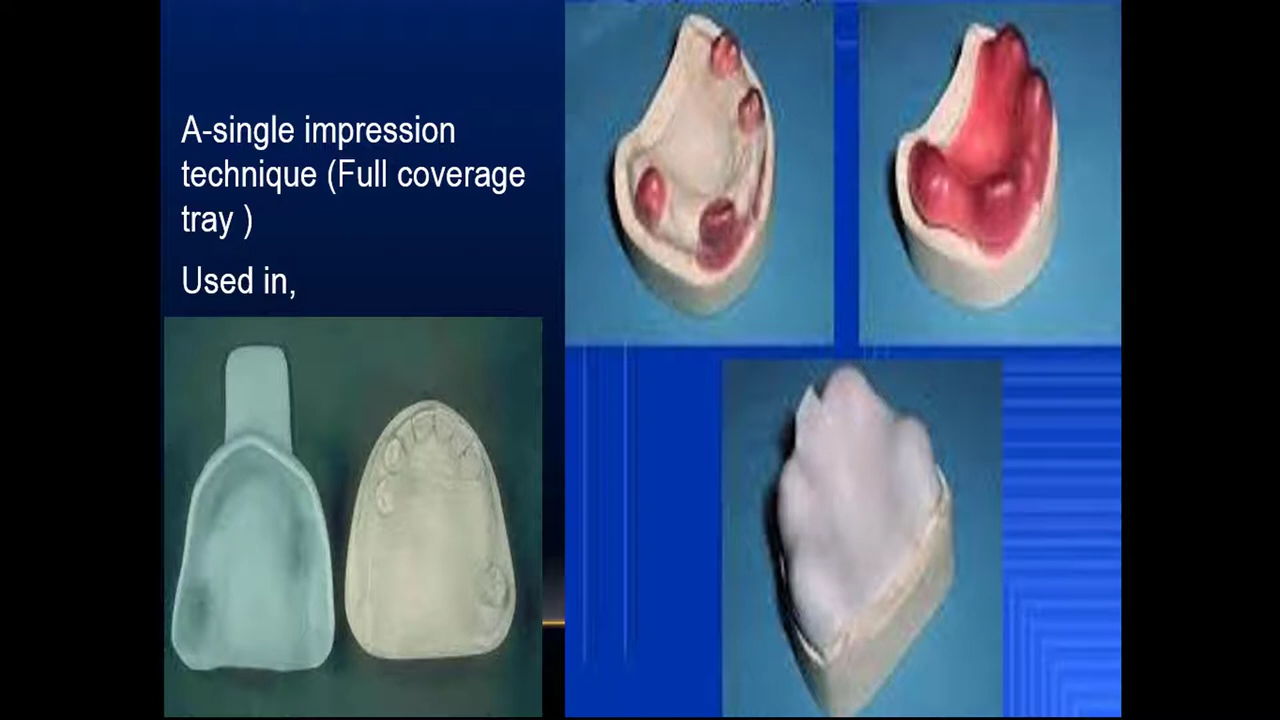 A-single impression
technique (Full coverage
tray )
Used in,